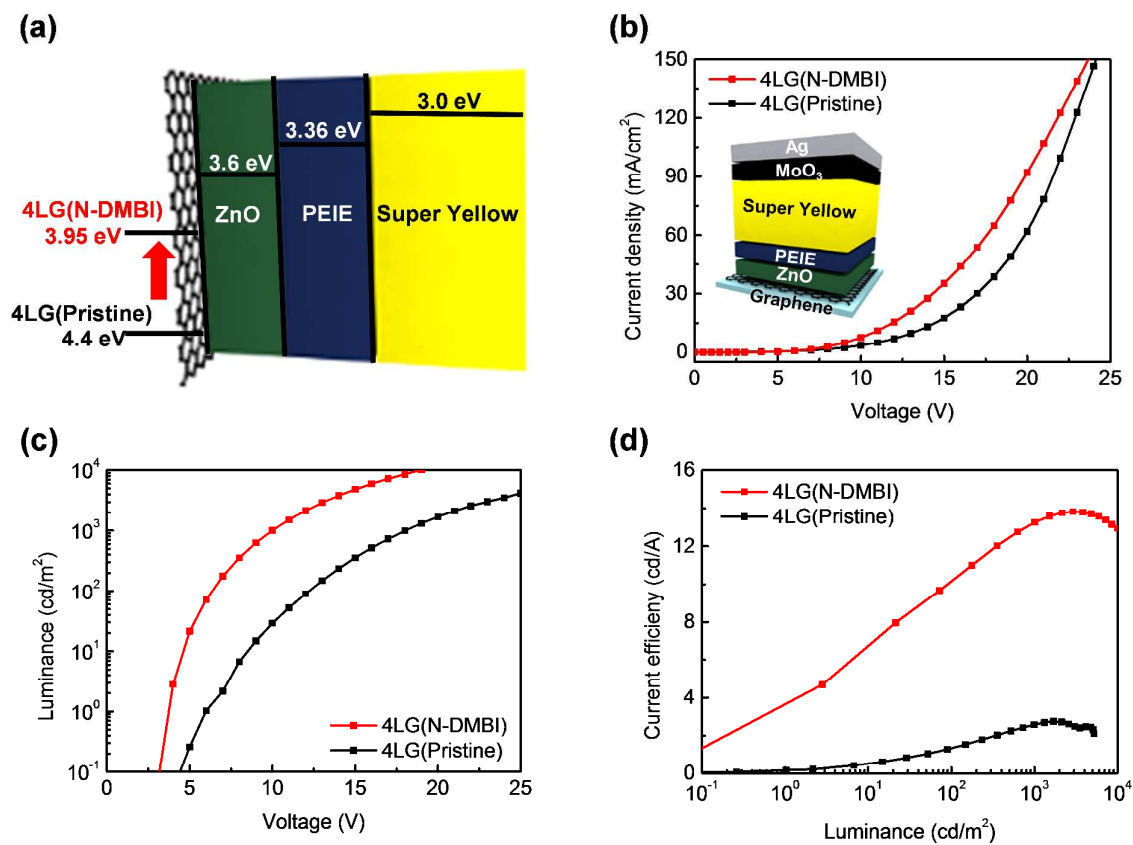 (a)
3.0 eV
3.36 eV
3.6 eV
4LG(N-DMBI)
3.95 eV
ZnO
PEIE
Super Yellow
4LG(Pristine)
4.4 eV
(b)
150
120
90
60
30
0
Current density (mA/cm²)
4LG(N-DMBI)
4LG(Pristine)
Ag
MoO₃
Super Yellow
PEIE
ZnO
Graphene
0 5 10 15 20 25
Voltage (V)
(c)
10⁴
10³
10²
10¹
10⁰
10⁻¹
Luminance (cd/m²)
4LG(N-DMBI)
4LG(Pristine)
0 5 10 15 20 25
Voltage (V)
(d)
16
12
8
4
0
Current efficieny (cd/A)
4LG(N-DMBI)
4LG(Pristine)
10⁻¹ 10⁰ 10¹ 10² 10³ 10⁴
Luminance (cd/m²)